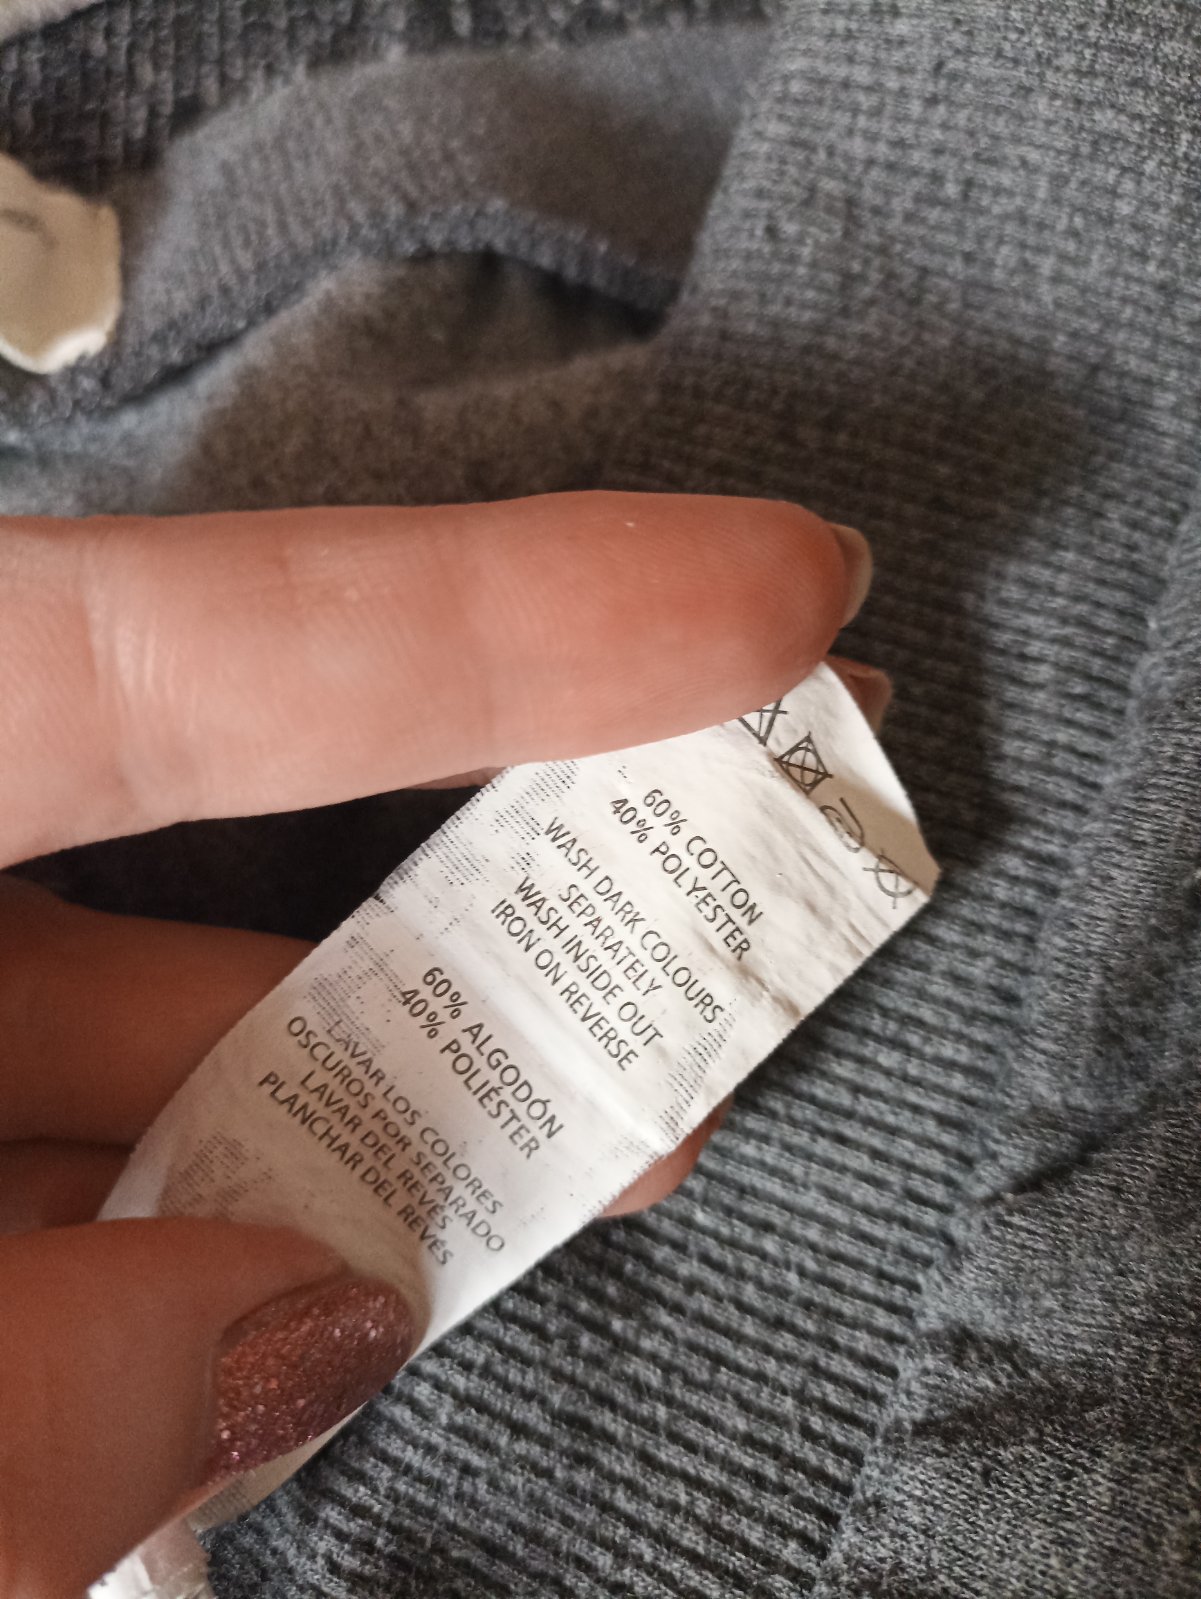 60% COTTON
40% POLYESTER
WASH DARK COLOURS
SEPARATELY
WASH INSIDE OUT
IRON ON REVERSE
60% ALGODÓN
40% POLIÉSTER
LAVAR LOS COLORES
OSCUROS POR SEPARADO
LAVAR DEL REVÉS
PLANCHAR DEL REVÉS